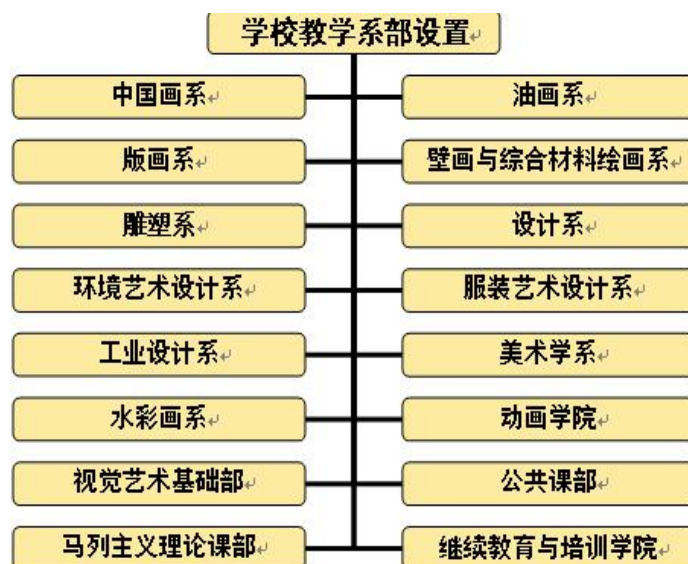 学校教学系部设置
中国画系
油画系
版画系
壁画与综合材料绘画系
雕塑系
设计系
环境艺术设计系
服装艺术设计系
工业设计系
美术学系
水彩画系
动画学院
视觉艺术基础部
公共课部
马列主义理论课部
继续教育与培训学院